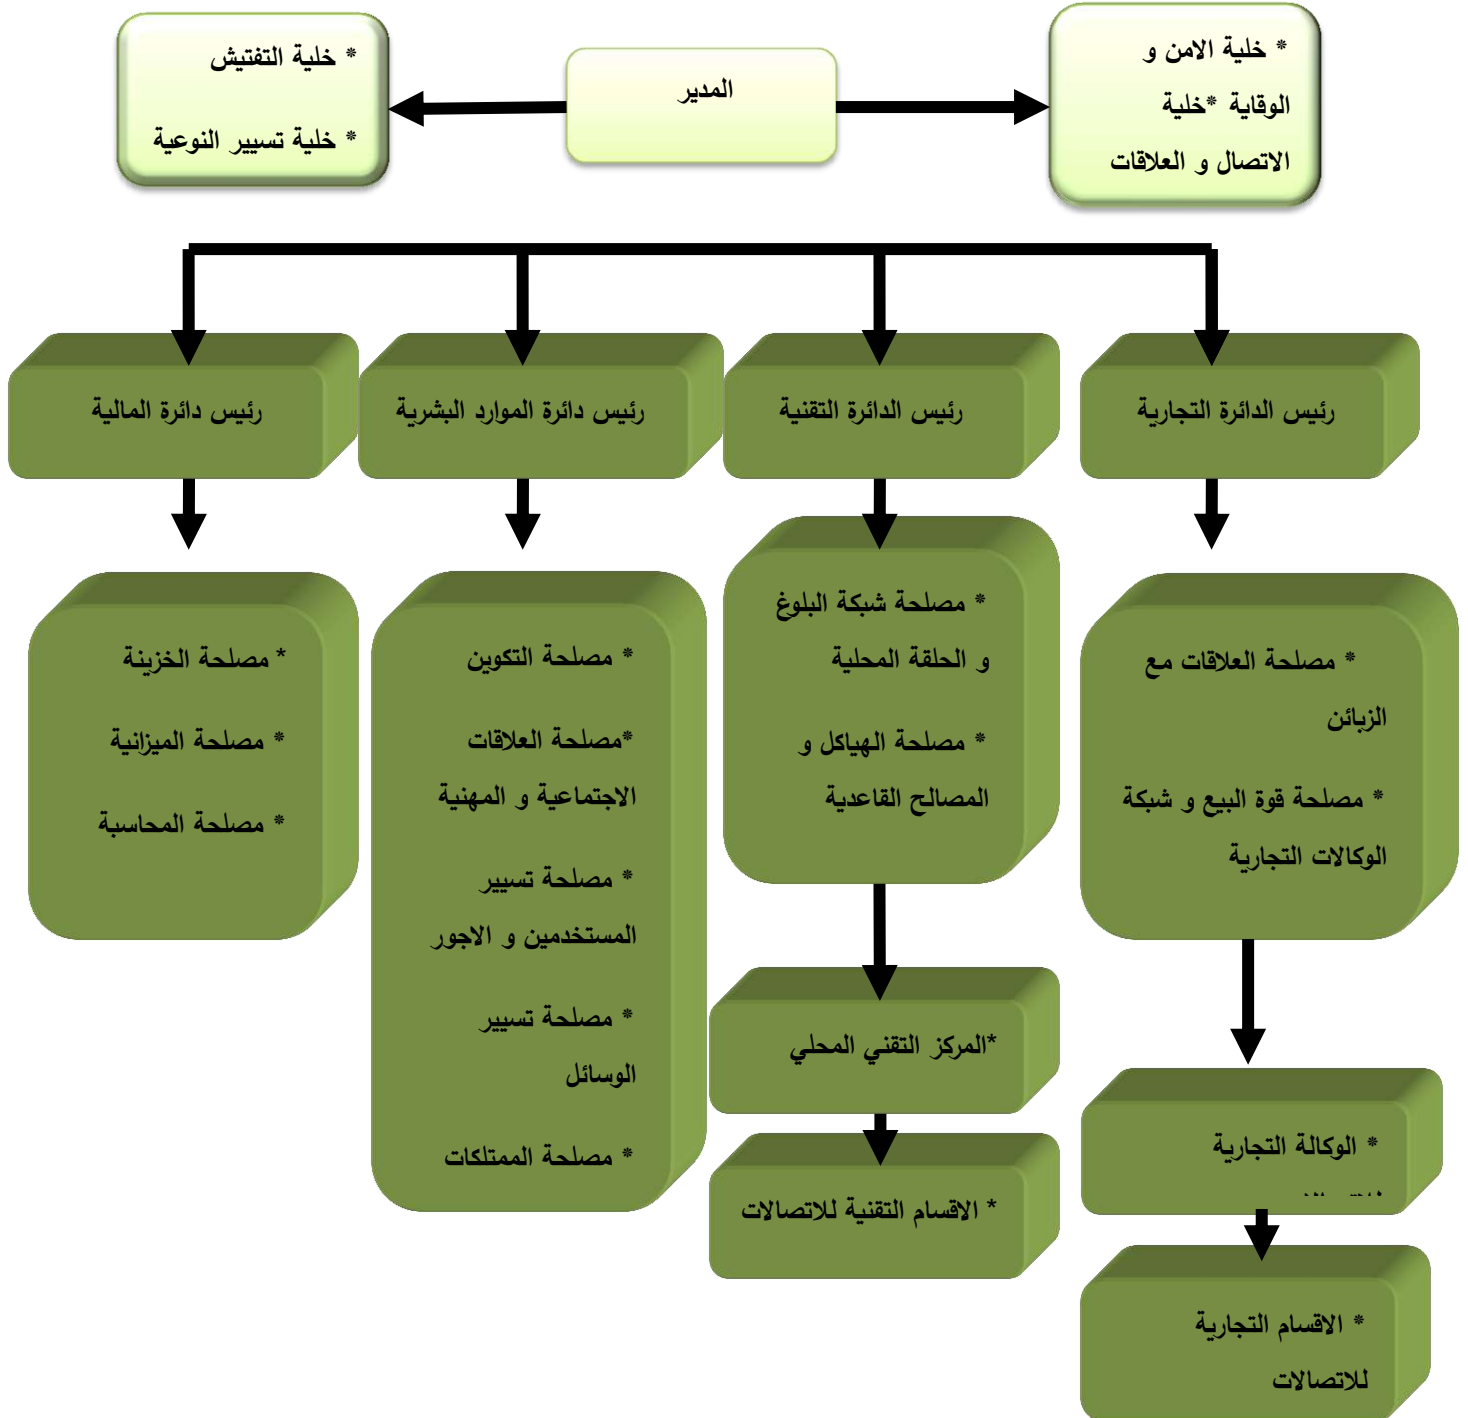 * خلية الامن و
الوقاية *خلية
الاتصال و العلاقات
المدير
* خلية التفتيش
* خلية تسيير النوعية
رئيس الدائرة التجارية
رئيس الدائرة التقنية
رئيس دائرة الموارد البشرية
رئيس دائرة المالية
* مصلحة العلاقات مع
الزبائن
* مصلحة قوة البيع و شبكة
الوكالات التجارية
* مصلحة شبكة البلوغ
و الحلقة المحلية
* مصلحة الهياكل و
المصالح القاعدية
* مصلحة التكوين
*مصلحة العلاقات
الاجتماعية و المهنية
* مصلحة تسيير
المستخدمين و الاجور
* مصلحة تسيير
الوسائل
* مصلحة الممتلكات
* مصلحة الخزينة
* مصلحة الميزانية
* مصلحة المحاسبة
*المركز التقني المحلي
* الاقسام التقنية للاتصالات
* الوكالة التجارية
* الاقسام التجارية
للاتصالات